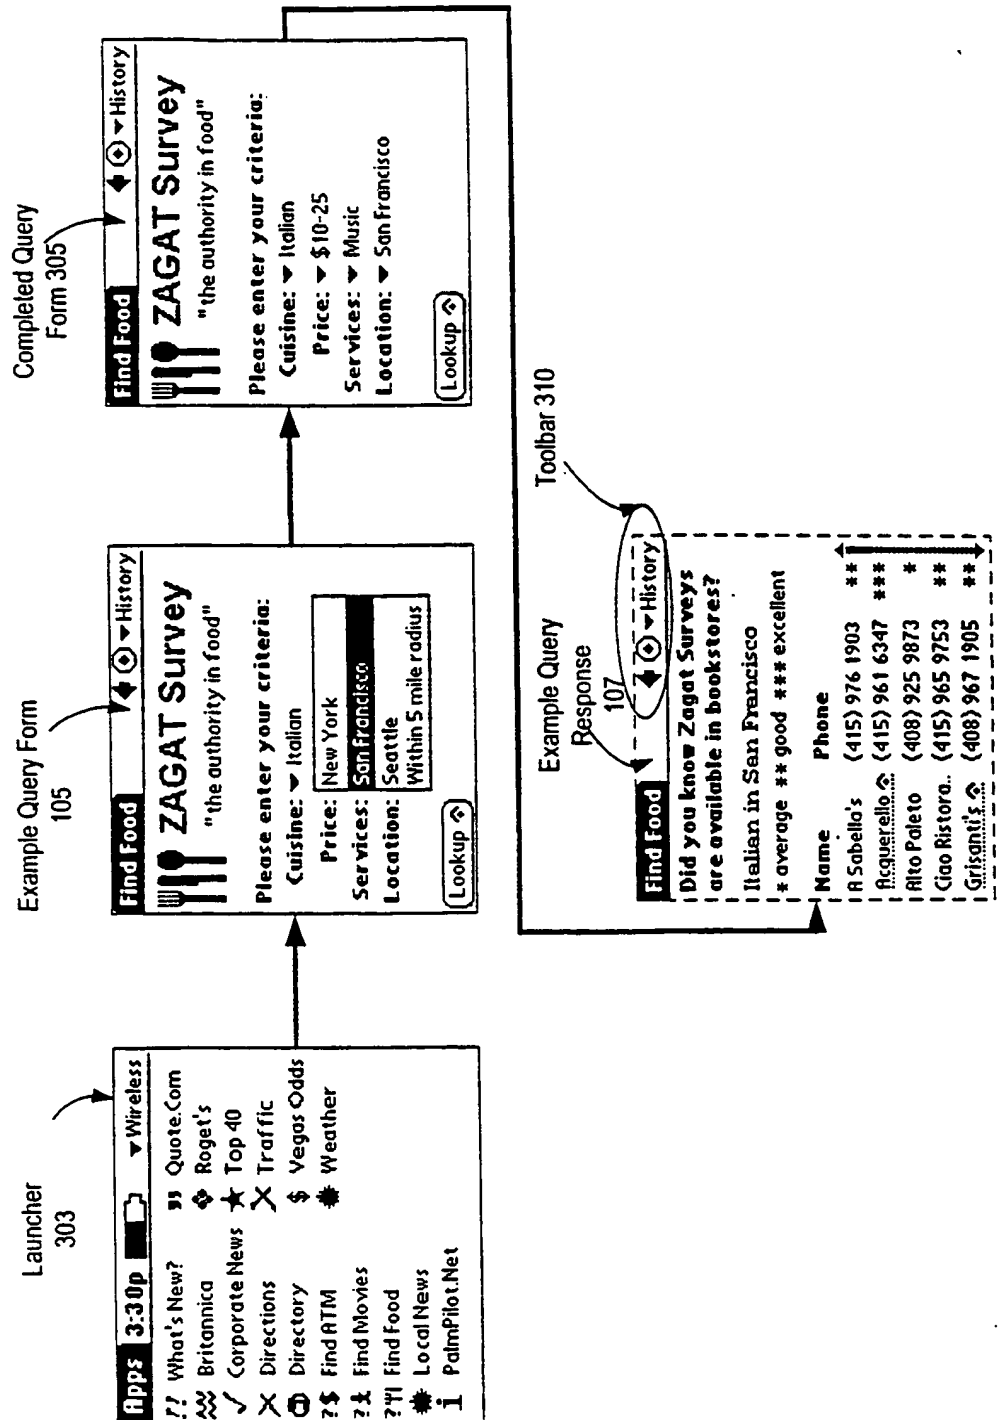 Launcher
303
Apps 3:30p ▾Wireless
?? What's New?
Britannica
Corporate News
Directions
Directory
?$ Find ATM
Find Movies
Find Food
Local News
i PalmPilot.Net
Quote.Com
Roget's
Top 40
Traffic
$ Vegas Odds
Weather
Example Query Form
105
Find Food ▾History
ZAGAT Survey
"the authority in food"
Please enter your criteria:
Cuisine: ▾ Italian
Price:
Services:
Location:
New York
San Francisco
Seattle
Within 5 mile radius
Lookup
Completed Query
Form 305
Find Food ▾History
ZAGAT Survey
"the authority in food"
Please enter your criteria:
Cuisine: ▾ Italian
Price: ▾ $10-25
Services: ▾ Music
Location: ▾ San Francisco
Lookup
Example Query
Response
107
Toolbar 310
Find Food ▾History
Did you know Zagat Surveys
are available in bookstores?
Italian in San Francisco
* average ** good *** excellent
Name Phone
A Sabella's (415) 976 1903 **
Acquerello (415) 961 6347 ***
Alto Paleto (408) 925 9873 *
Ciao Ristora.. (415) 965 9753 **
Grisanti's (408) 967 1905 **